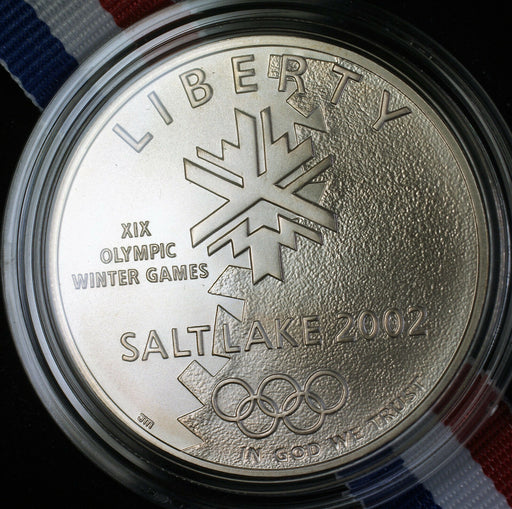 LIBERTY
XIX
OLYMPIC
WINTER GAMES
SALT LAKE 2002
IN GOD WE TRUST